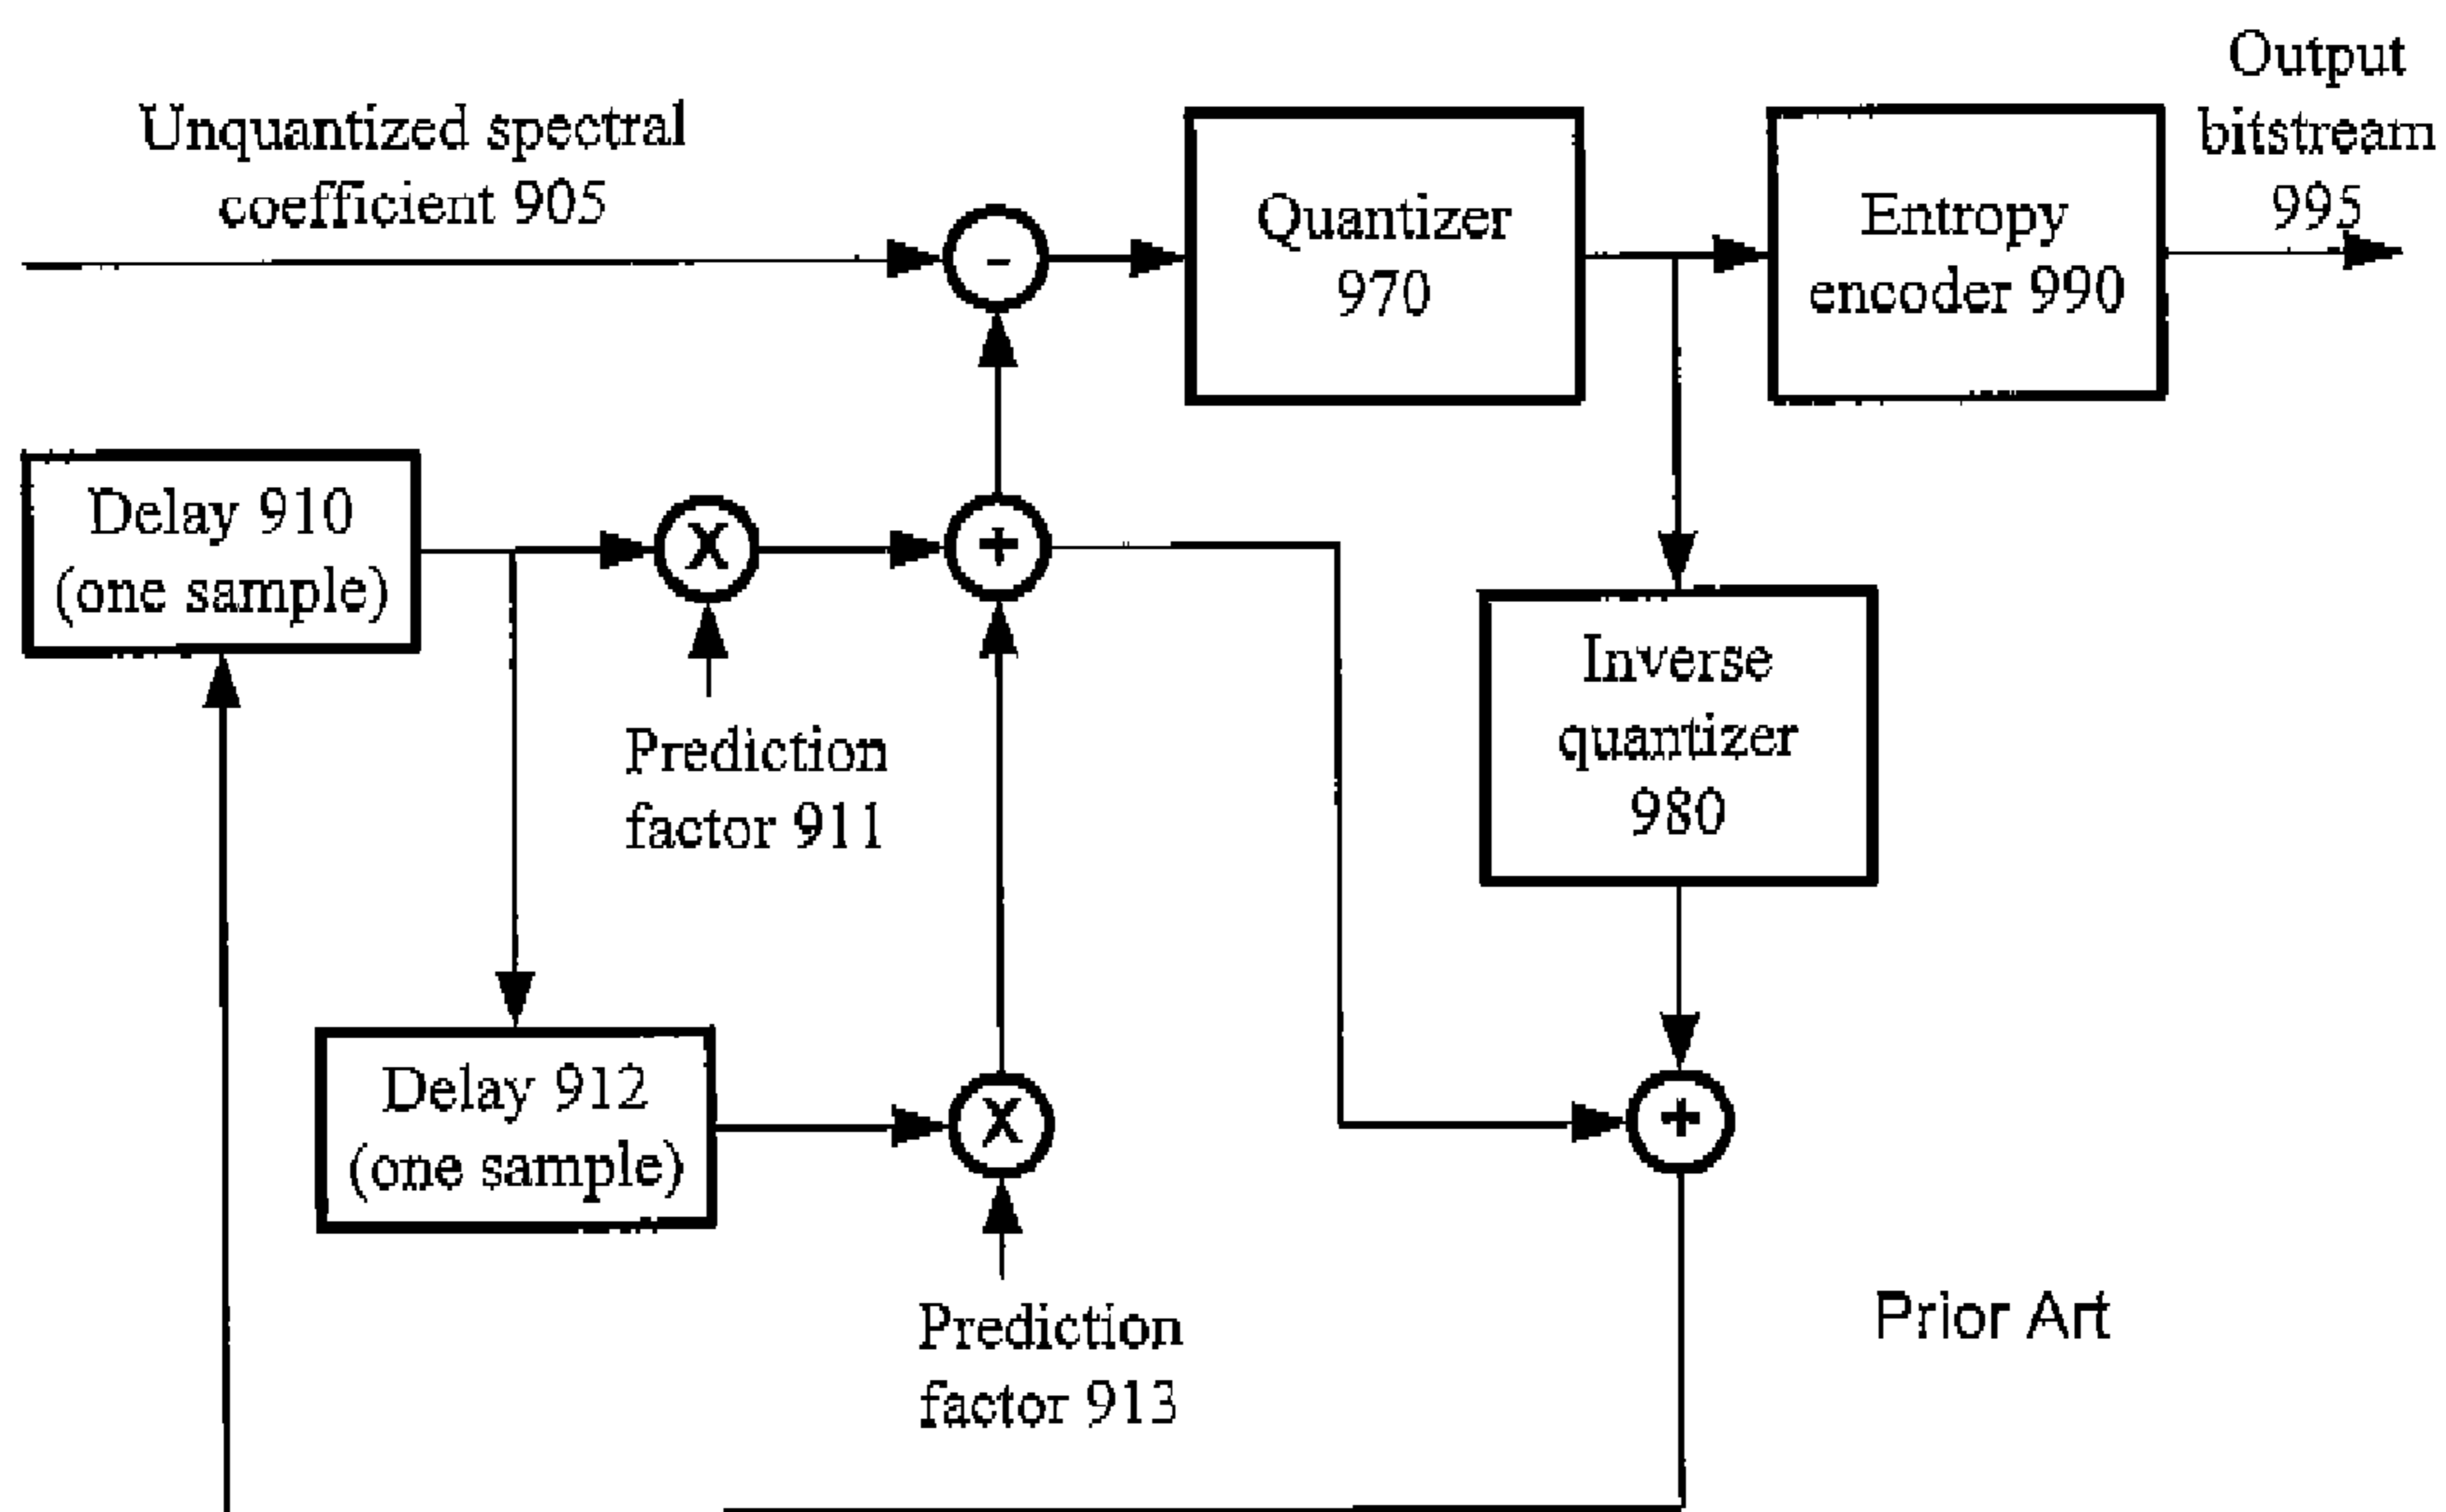 Output
bitstream
995
Unquantized spectral
coefficient 905
-
Quantizer
970
Entropy
encoder 990
Delay 910
(one sample)
X
+
Prediction
factor 911
Inverse
quantizer
980
Delay 912
(one sample)
X
+
Prediction
factor 913
Prior Art